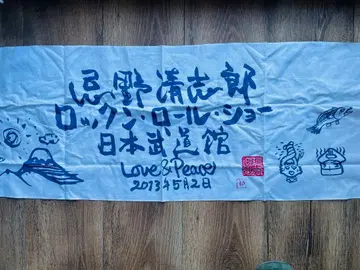 忌野清志郎
ロックン・ロール・ショー
日本武道館
Love & Peace
2013年5月2日